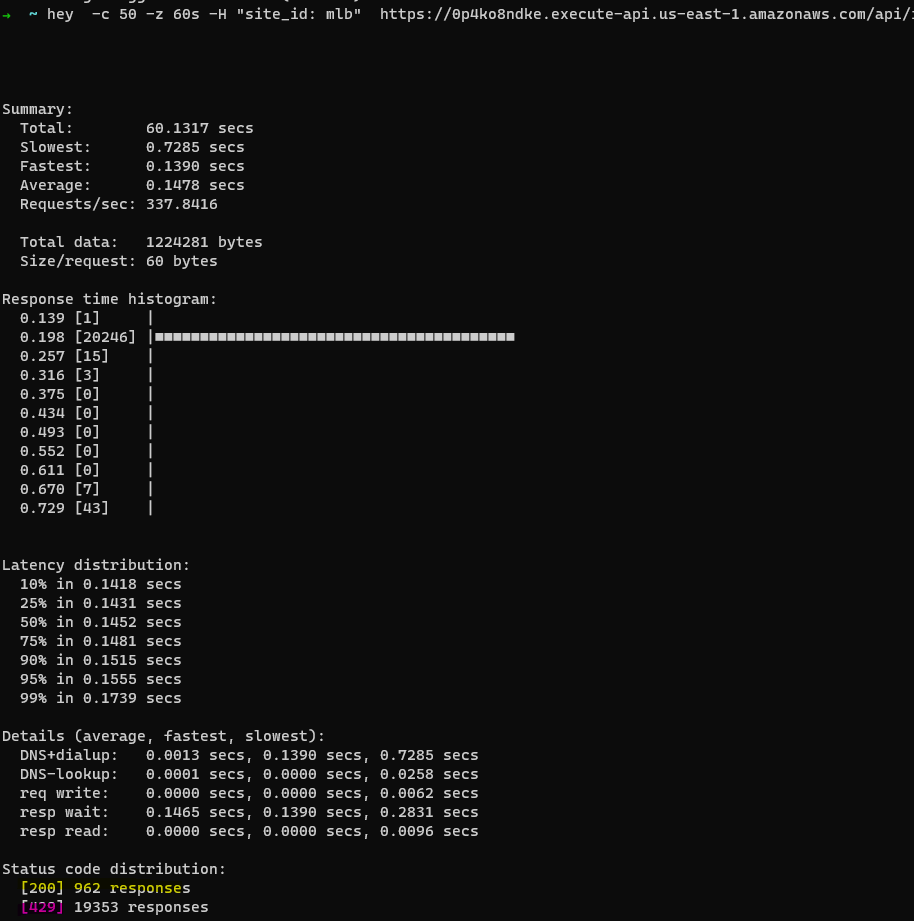 → ~ hey -c 50 -z 60s -H "site_id: mlb" https://0p4ko8ndke.execute-api.us-east-1.amazonaws.com/api/
Summary:
Total: 60.1317 secs
Slowest: 0.7285 secs
Fastest: 0.1390 secs
Average: 0.1478 secs
Requests/sec: 337.8416
Total data: 1224281 bytes
Size/request: 60 bytes
Response time histogram:
0.139 [1] |
0.198 [20246] |■■■■■■■■■■■■■■■■■■■■■■■■■■■■■■■■■■■■■■■■
0.257 [15] |
0.316 [3] |
0.375 [0] |
0.434 [0] |
0.493 [0] |
0.552 [0] |
0.611 [0] |
0.670 [7] |
0.729 [43] |
Latency distribution:
10% in 0.1418 secs
25% in 0.1431 secs
50% in 0.1452 secs
75% in 0.1481 secs
90% in 0.1515 secs
95% in 0.1555 secs
99% in 0.1739 secs
Details (average, fastest, slowest):
DNS+dialup: 0.0013 secs, 0.1390 secs, 0.7285 secs
DNS-lookup: 0.0001 secs, 0.0000 secs, 0.0258 secs
req write: 0.0000 secs, 0.0000 secs, 0.0062 secs
resp wait: 0.1465 secs, 0.1390 secs, 0.2831 secs
resp read: 0.0000 secs, 0.0000 secs, 0.0096 secs
Status code distribution:
[200] 962 responses
[429] 19353 responses